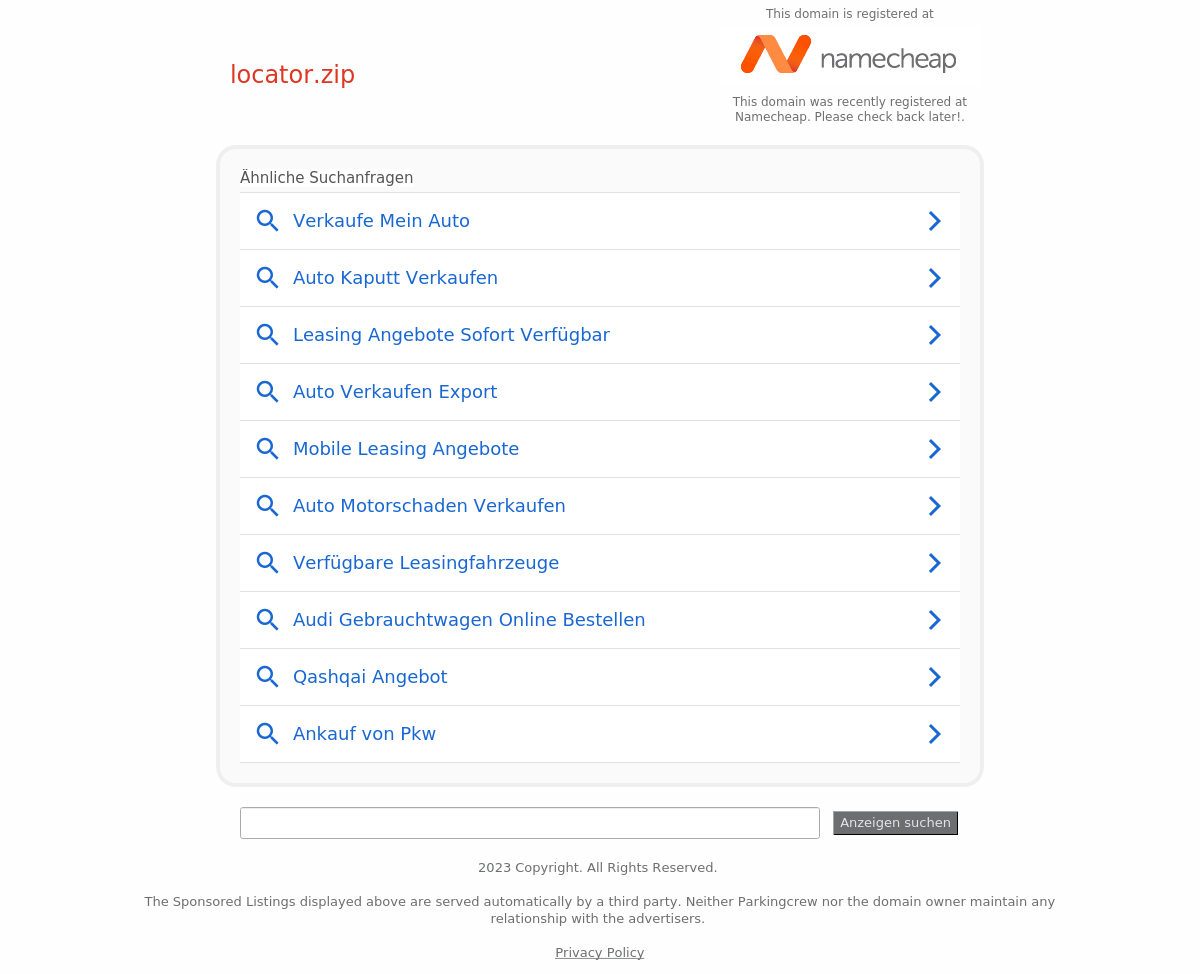 This domain is registered at
namecheap
locator.zip
This domain was recently registered at
Namecheap. Please check back later!.
Ähnliche Suchanfragen
Verkaufe Mein Auto
Auto Kaputt Verkaufen
Leasing Angebote Sofort Verfügbar
Auto Verkaufen Export
Mobile Leasing Angebote
Auto Motorschaden Verkaufen
Verfügbare Leasingfahrzeuge
Audi Gebrauchtwagen Online Bestellen
Qashqai Angebot
Ankauf von Pkw
Anzeigen suchen
2023 Copyright. All Rights Reserved.
The Sponsored Listings displayed above are served automatically by a third party. Neither Parkingcrew nor the domain owner maintain any
relationship with the advertisers.
Privacy Policy